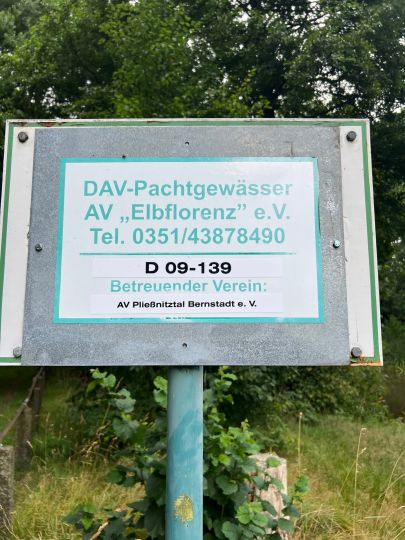 DAV-Pachtgewässer
AV „Elbflorenz” e.V.
Tel. 0351/43878490
D 09-139
Betreuender Verein:
AV Pließnitztal Bernstadt e. V.